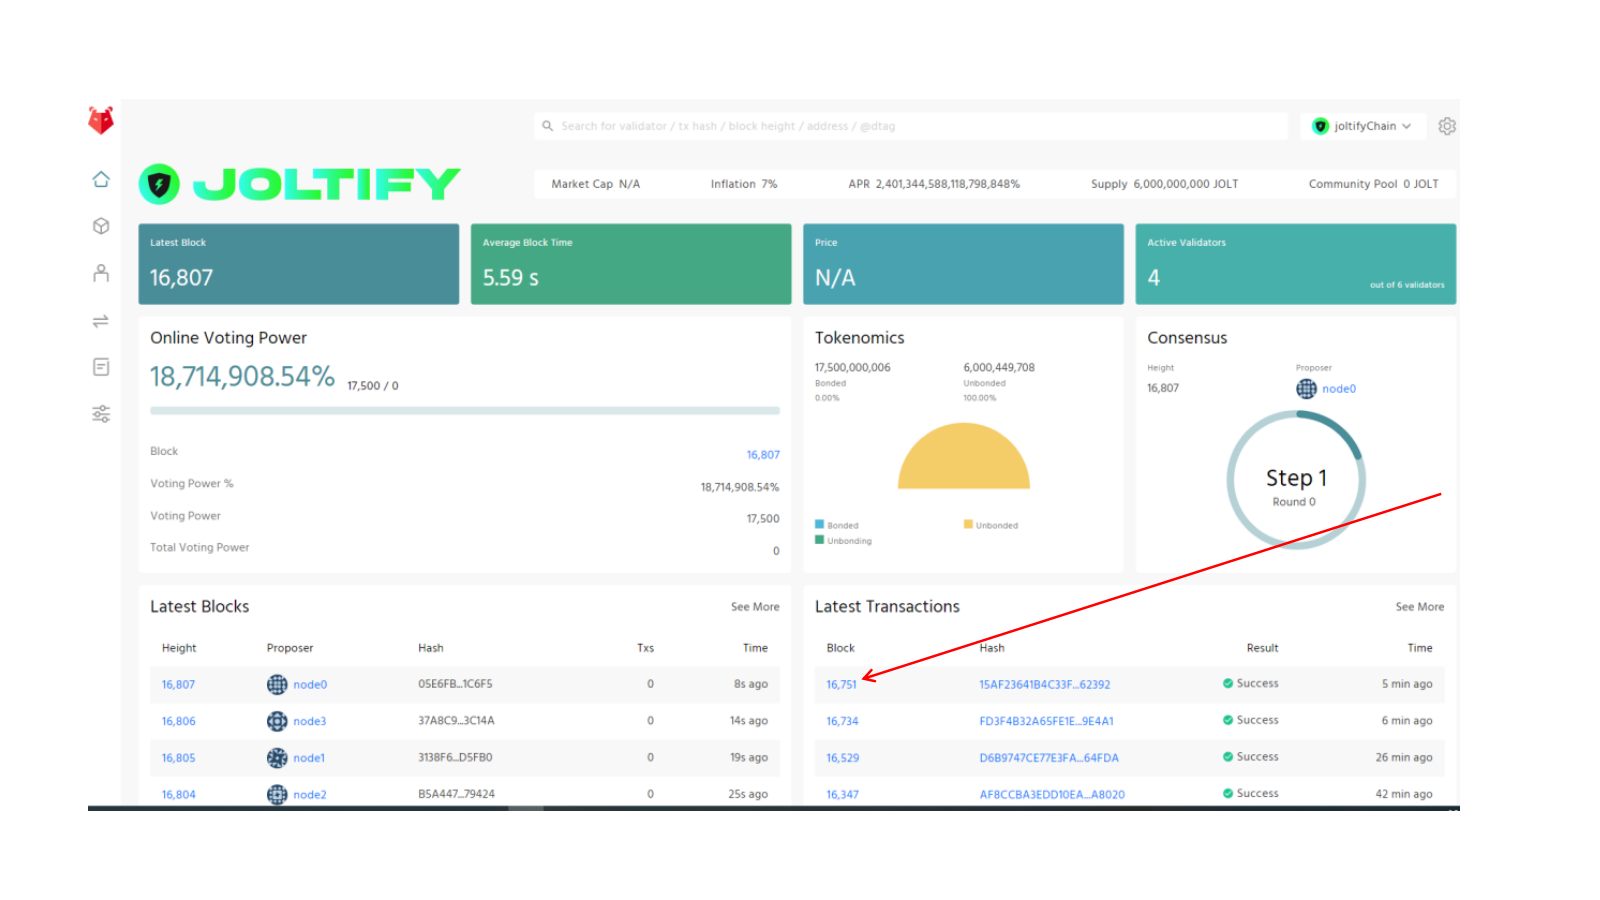 Search for validator / tx hash / block height / address / @dtag
joltifyChain
JOLTIFY
Market Cap N/A Inflation 7% APR 2,401,344,588,118,798,848% Supply 6,000,000,000 JOLT Community Pool 0 JOLT
Latest Block
16,807
Average Block Time
5.59 s
Price
N/A
Active Validators
4
out of 6 validators
Online Voting Power
18,714,908.54% 17,500 / 0
Block 16,807
Voting Power % 18,714,908.54%
Voting Power 17,500
Total Voting Power 0
Tokenomics
17,500,000,006 6,000,449,708
Bonded Unbonded
0.00% 100.00%
Bonded Unbonded
Unbonding
Consensus
Height Proposer
16,807 node0
Step 1
Round 0
Latest Blocks See More
Height Proposer Hash Txs Time
16,807 node0 05E6FB...1C6F5 0 8s ago
16,806 node3 37A8C9...3C14A 0 14s ago
16,805 node1 3138F6...D5FB0 0 19s ago
16,804 node2 B5A447...79424 0 25s ago
Latest Transactions See More
Block Hash Result Time
16,751 15AF23641B4C33F...62392 Success 5 min ago
16,734 FD3F4B32A65FE1E...9E4A1 Success 6 min ago
16,529 D6B9747CE77E3FA...64FDA Success 26 min ago
16,347 AF8CCBA3EDD10EA...A8020 Success 42 min ago